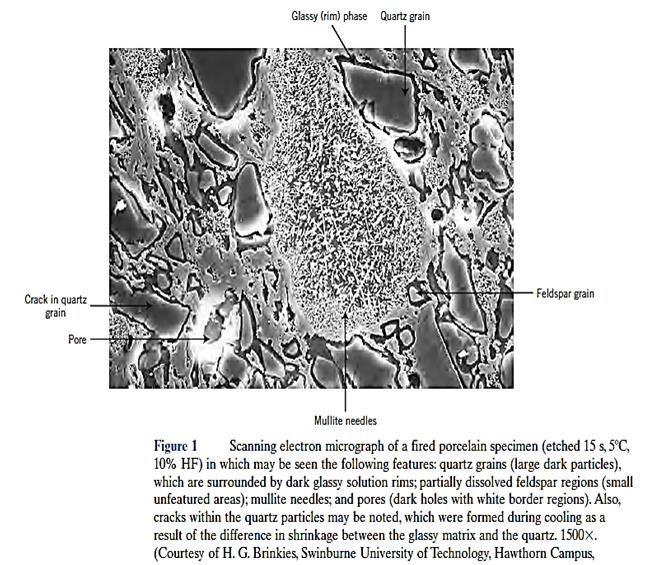 Glassy (rim) phase Quartz grain
Crack in quartz
grain
Feldspar grain
Pore
Mullite needles
Figure 1 Scanning electron micrograph of a fired porcelain specimen (etched 15 s, 5°C,
10% HF) in which may be seen the following features: quartz grains (large dark particles),
which are surrounded by dark glassy solution rims; partially dissolved feldspar regions (small
unfeatured areas); mullite needles; and pores (dark holes with white border regions). Also,
cracks within the quartz particles may be noted, which were formed during cooling as a
result of the difference in shrinkage between the glassy matrix and the quartz. 1500×.
(Courtesy of H. G. Brinkies, Swinburne University of Technology, Hawthorn Campus,